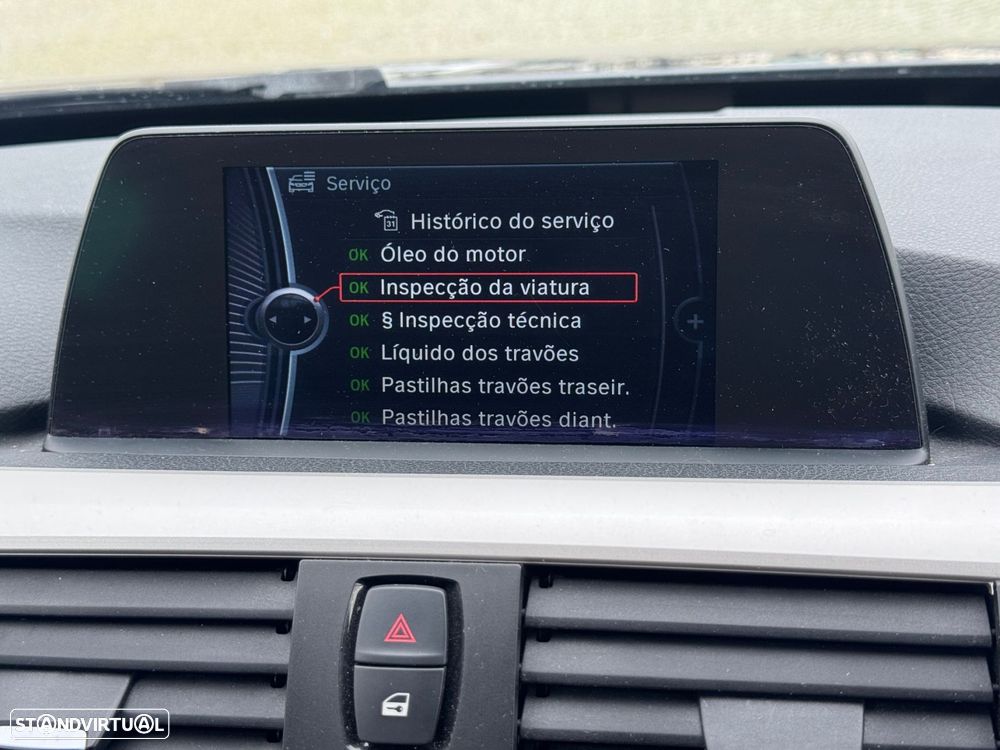 Serviço
31 Histórico do serviço
OK Óleo do motor
OK Inspecção da viatura
OK § Inspecção técnica
OK Líquido dos travões
OK Pastilhas travões traseir.
OK Pastilhas travões diant.
STANDVIRTUAL